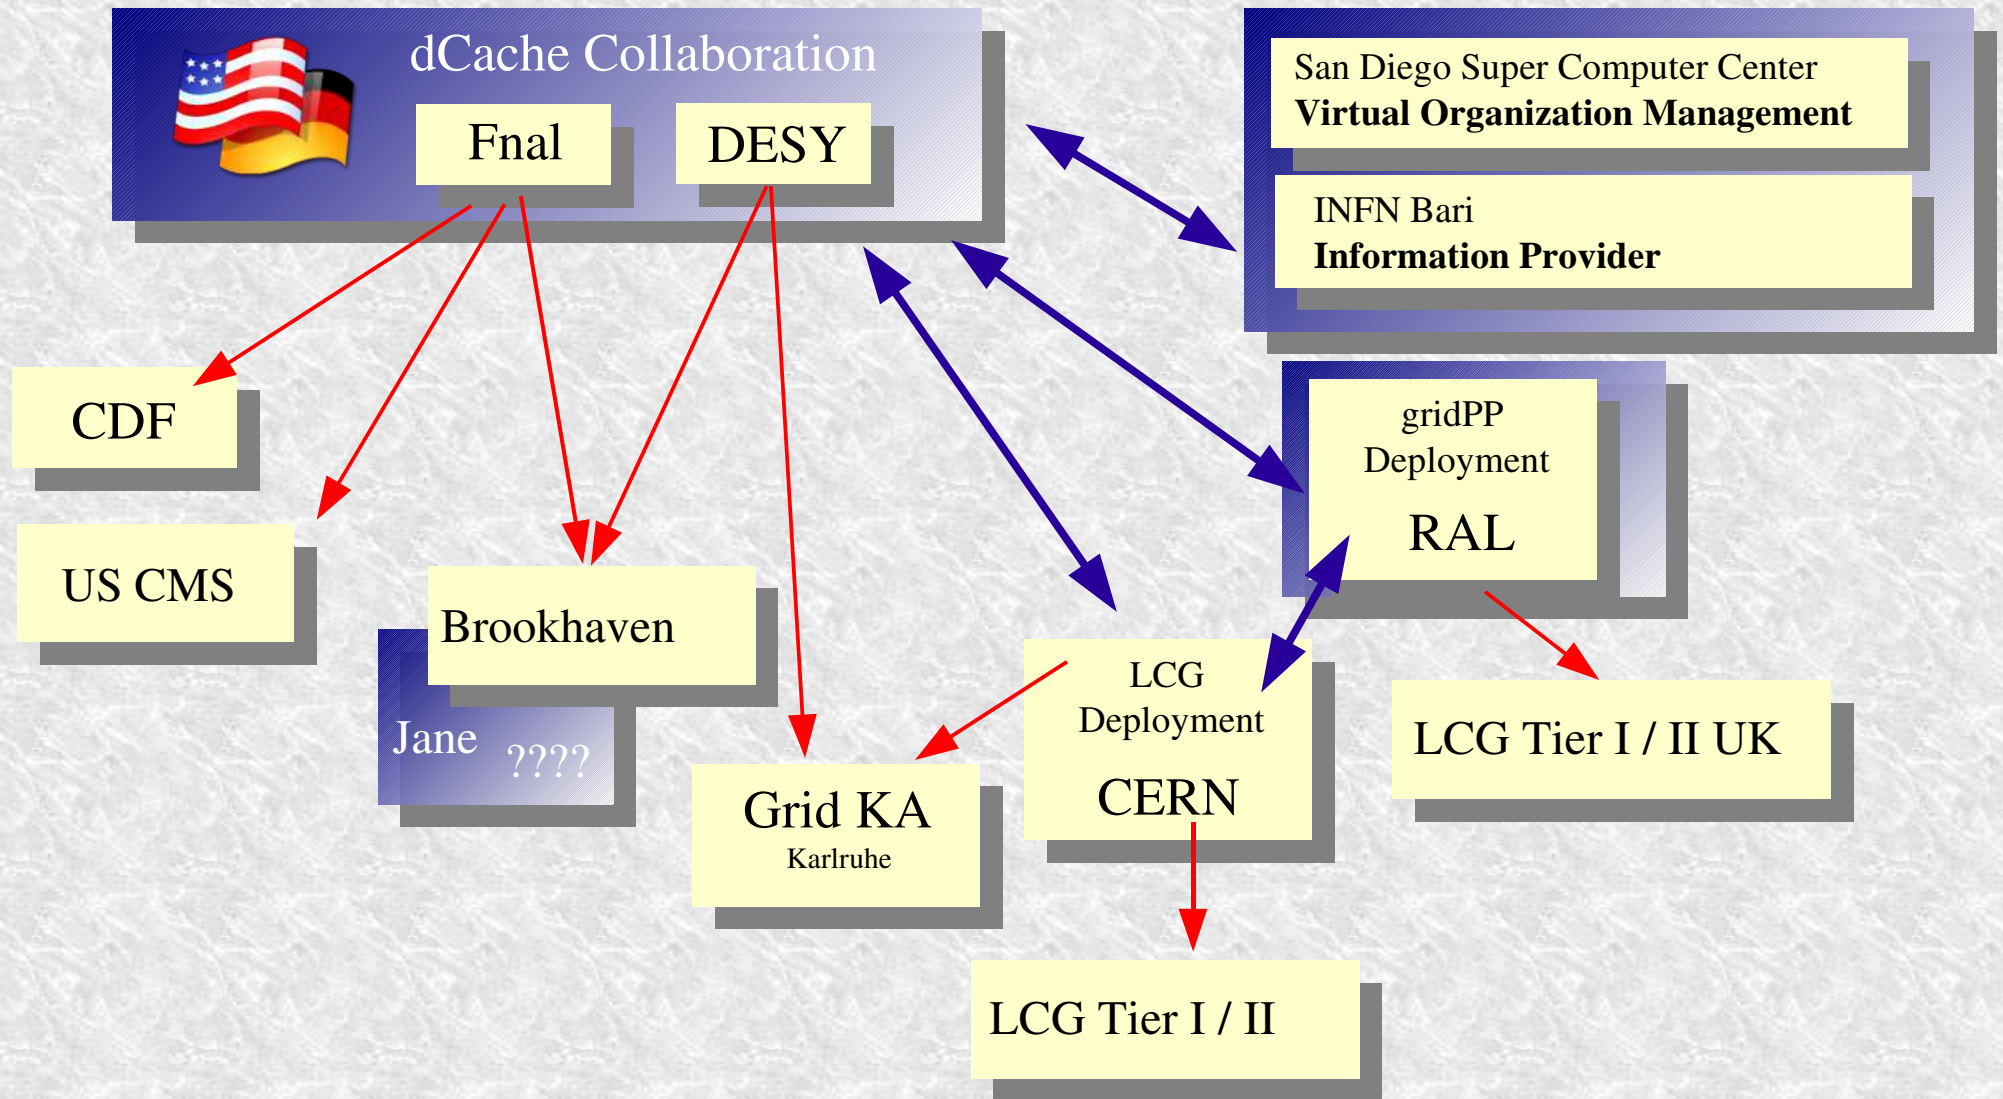 dCache Collaboration
Fnal
DESY
San Diego Super Computer Center
Virtual Organization Management
INFN Bari
Information Provider
CDF
gridPP
Deployment
RAL
US CMS
Brookhaven
Jane ????
LCG
Deployment
CERN
LCG Tier I / II UK
Grid KA
Karlruhe
LCG Tier I / II